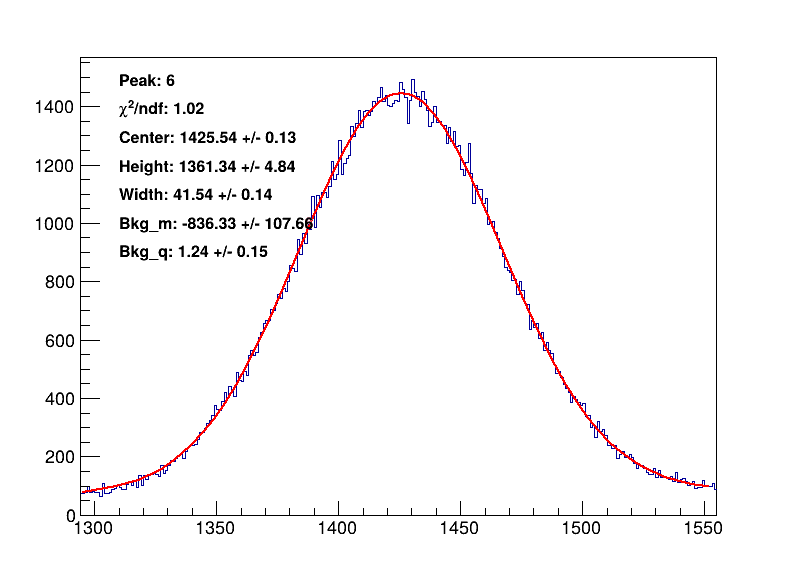 Peak: 6
χ²/ndf: 1.02
Center: 1425.54 +/- 0.13
Height: 1361.34 +/- 4.84
Width: 41.54 +/- 0.14
Bkg_m: -836.33 +/- 107.66
Bkg_q: 1.24 +/- 0.15
1400
1200
1000
800
600
400
200
0
1300 1350 1400 1450 1500 1550